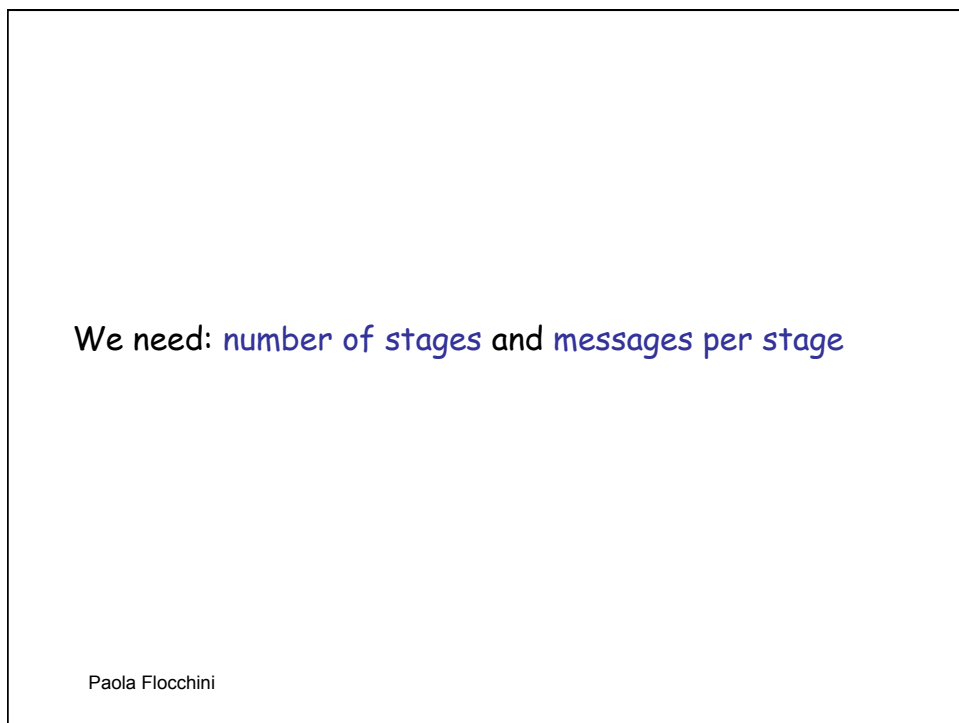 We need: number of stages and messages per stage
Paola Flocchini